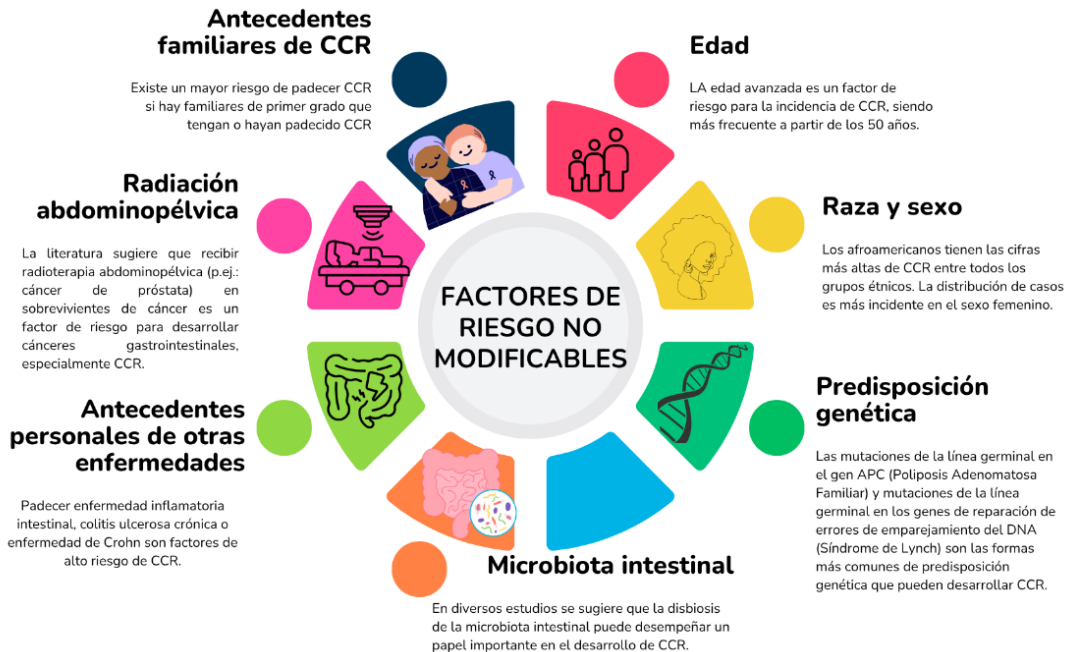 Antecedentes
familiares de CCR
Existe un mayor riesgo de padecer CCR
si hay familiares de primer grado que
tengan o hayan padecido CCR
Edad
LA edad avanzada es un factor de
riesgo para la incidencia de CCR, siendo
más frecuente a partir de los 50 años.
Radiación
abdominopélvica
La literatura sugiere que recibir
radioterapia abdominopélvica (p.ej.:
cáncer de próstata) en
sobrevivientes de cáncer es un
factor de riesgo para desarrollar
cánceres gastrointestinales,
especialmente CCR.
Raza y sexo
Los afroamericanos tienen las cifras
más altas de CCR entre todos los
grupos étnicos. La distribución de casos
es más incidente en el sexo femenino.
FACTORES DE
RIESGO NO
MODIFICABLES
Antecedentes
personales de otras
enfermedades
Padecer enfermedad inflamatoria
intestinal, colitis ulcerosa crónica o
enfermedad de Crohn son factores de
alto riesgo de CCR.
Predisposición
genética
Las mutaciones de la línea germinal en
el gen APC (Poliposis Adenomatosa
Familiar) y mutaciones de la línea
germinal en los genes de reparación de
errores de emparejamiento del DNA
(Síndrome de Lynch) son las formas
más comunes de predisposición
genética que pueden desarrollar CCR.
Microbiota intestinal
En diversos estudios se sugiere que la disbiosis
de la microbiota intestinal puede desempeñar un
papel importante en el desarrollo de CCR.